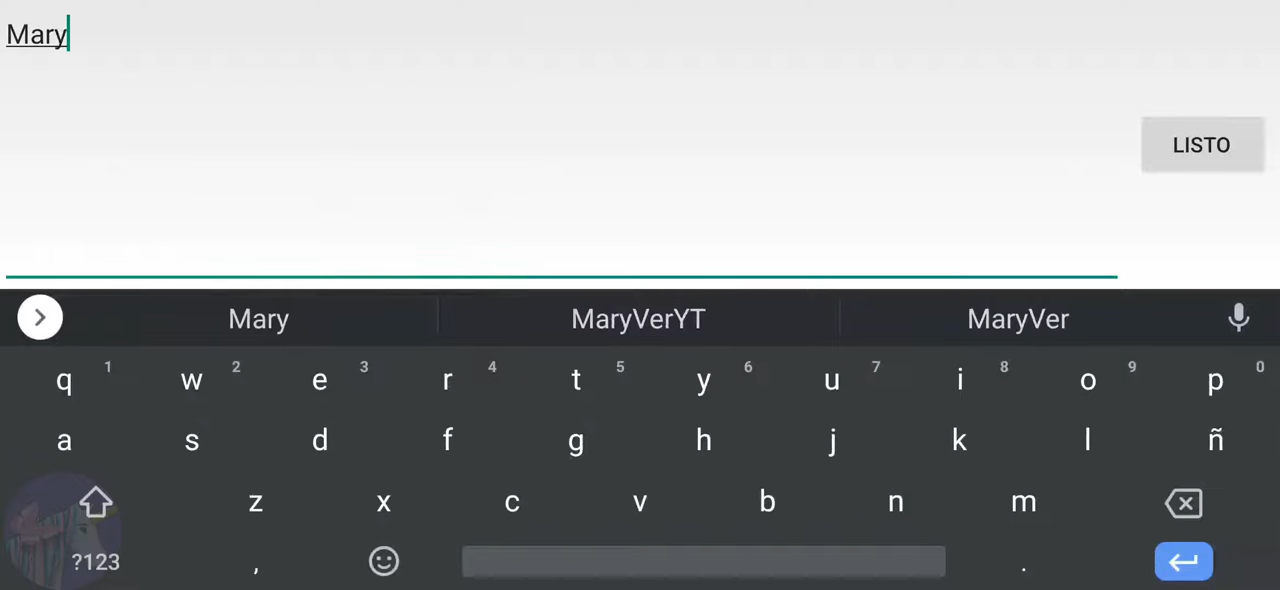 Mary
LISTO
Mary MaryVerYT MaryVer
q 1 w 2 e 3 r 4 t 5 y 6 u 7 i 8 o 9 p 0
a s d f g h j k l ñ
z x c v b n m
?123 , .